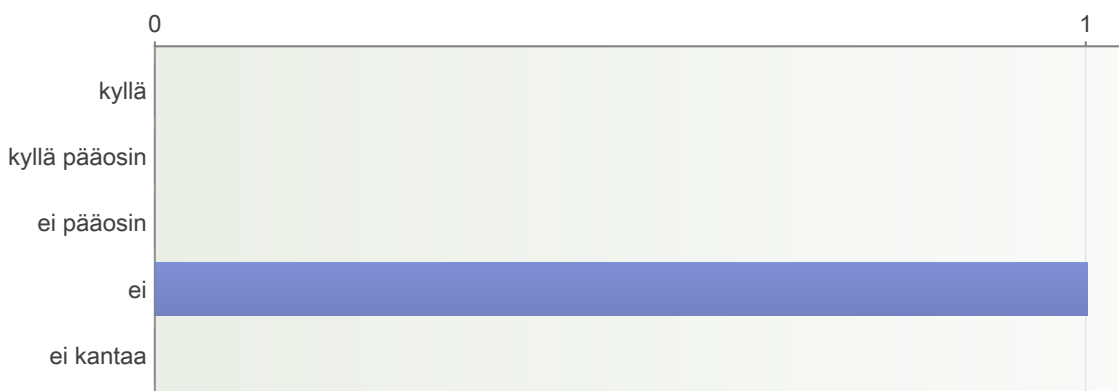 0 1
kyllä
kyllä pääosin
ei pääosin
ei
ei kantaa